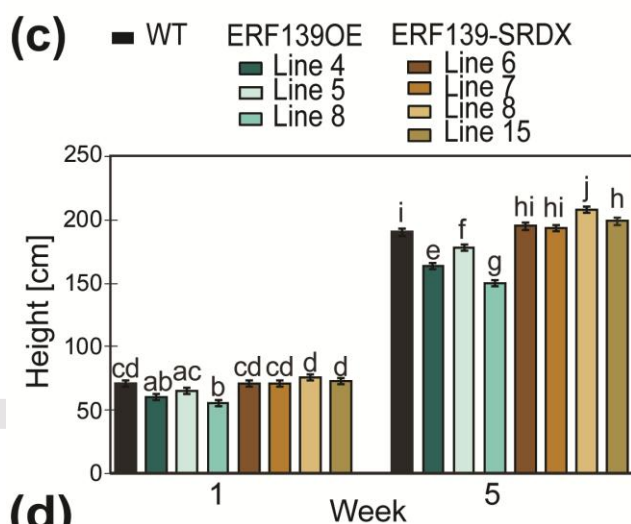 (c) WT ERF139OE ERF139-SRDX
Line 4 Line 6
Line 5 Line 7
Line 8 Line 8
Line 15
250
200
150
100
50
0
Height [cm]
cd ab ac b cd cd d d
i e f g hi hi j h
1 5
Week
(d)